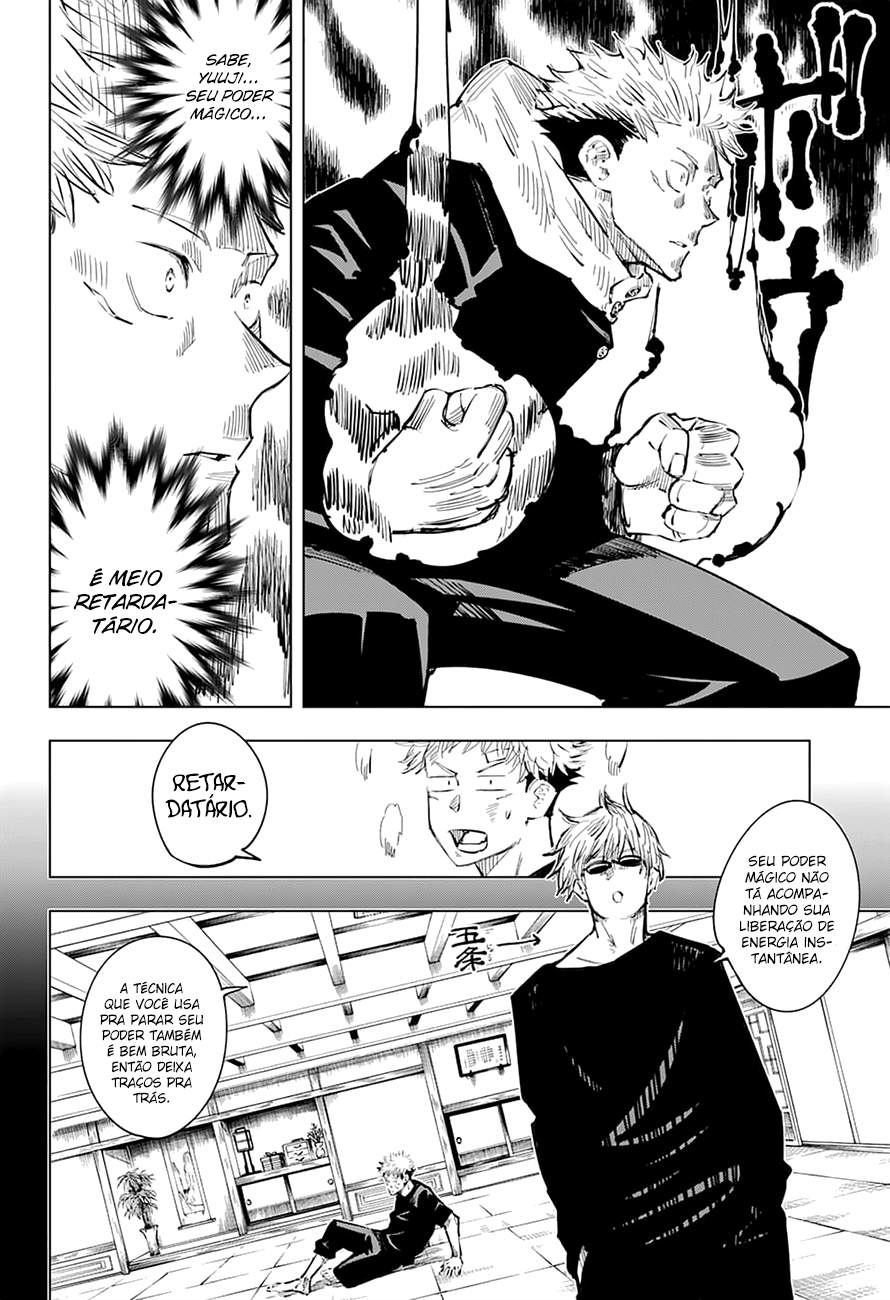 SABE,
YUUJI...
SEU PODER
MÁGICO...
É MEIO
RETARDA-
TÁRIO.
RETAR-
DATÁRIO.
SEU PODER
MÁGICO NÃO
TÁ ACOMPA-
NHANDO SUA
LIBERAÇÃO DE
ENERGIA INS-
TANTÂNEA.
五条
A TÉCNICA
QUE VOCÊ USA
PRA PARAR SEU
PODER TAMBÉM
É BEM BRUTA,
ENTÃO DEIXA
TRAÇOS PRA
TRÁS.